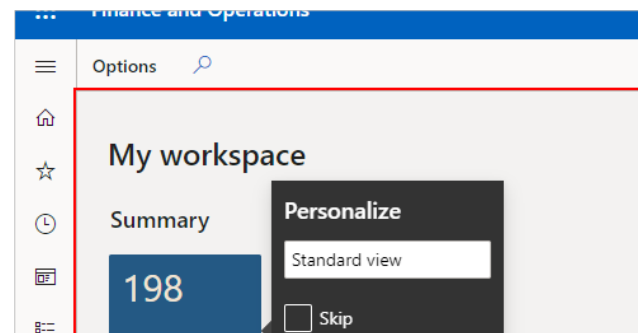 Finance and Operations
Options
My workspace
Summary
Personalize
Standard view
198
Skip